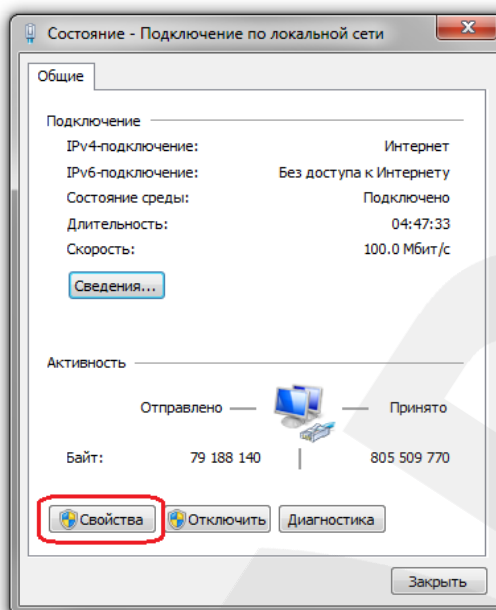 Состояние - Подключение по локальной сети
Общие
Подключение
IPv4-подключение: Интернет
IPv6-подключение: Без доступа к Интернету
Состояние среды: Подключено
Длительность: 04:47:33
Скорость: 100.0 Мбит/с
Сведения...
Активность
Отправлено — — Принято
Байт: 79 188 140 805 509 770
Свойства Отключить Диагностика
Закрыть